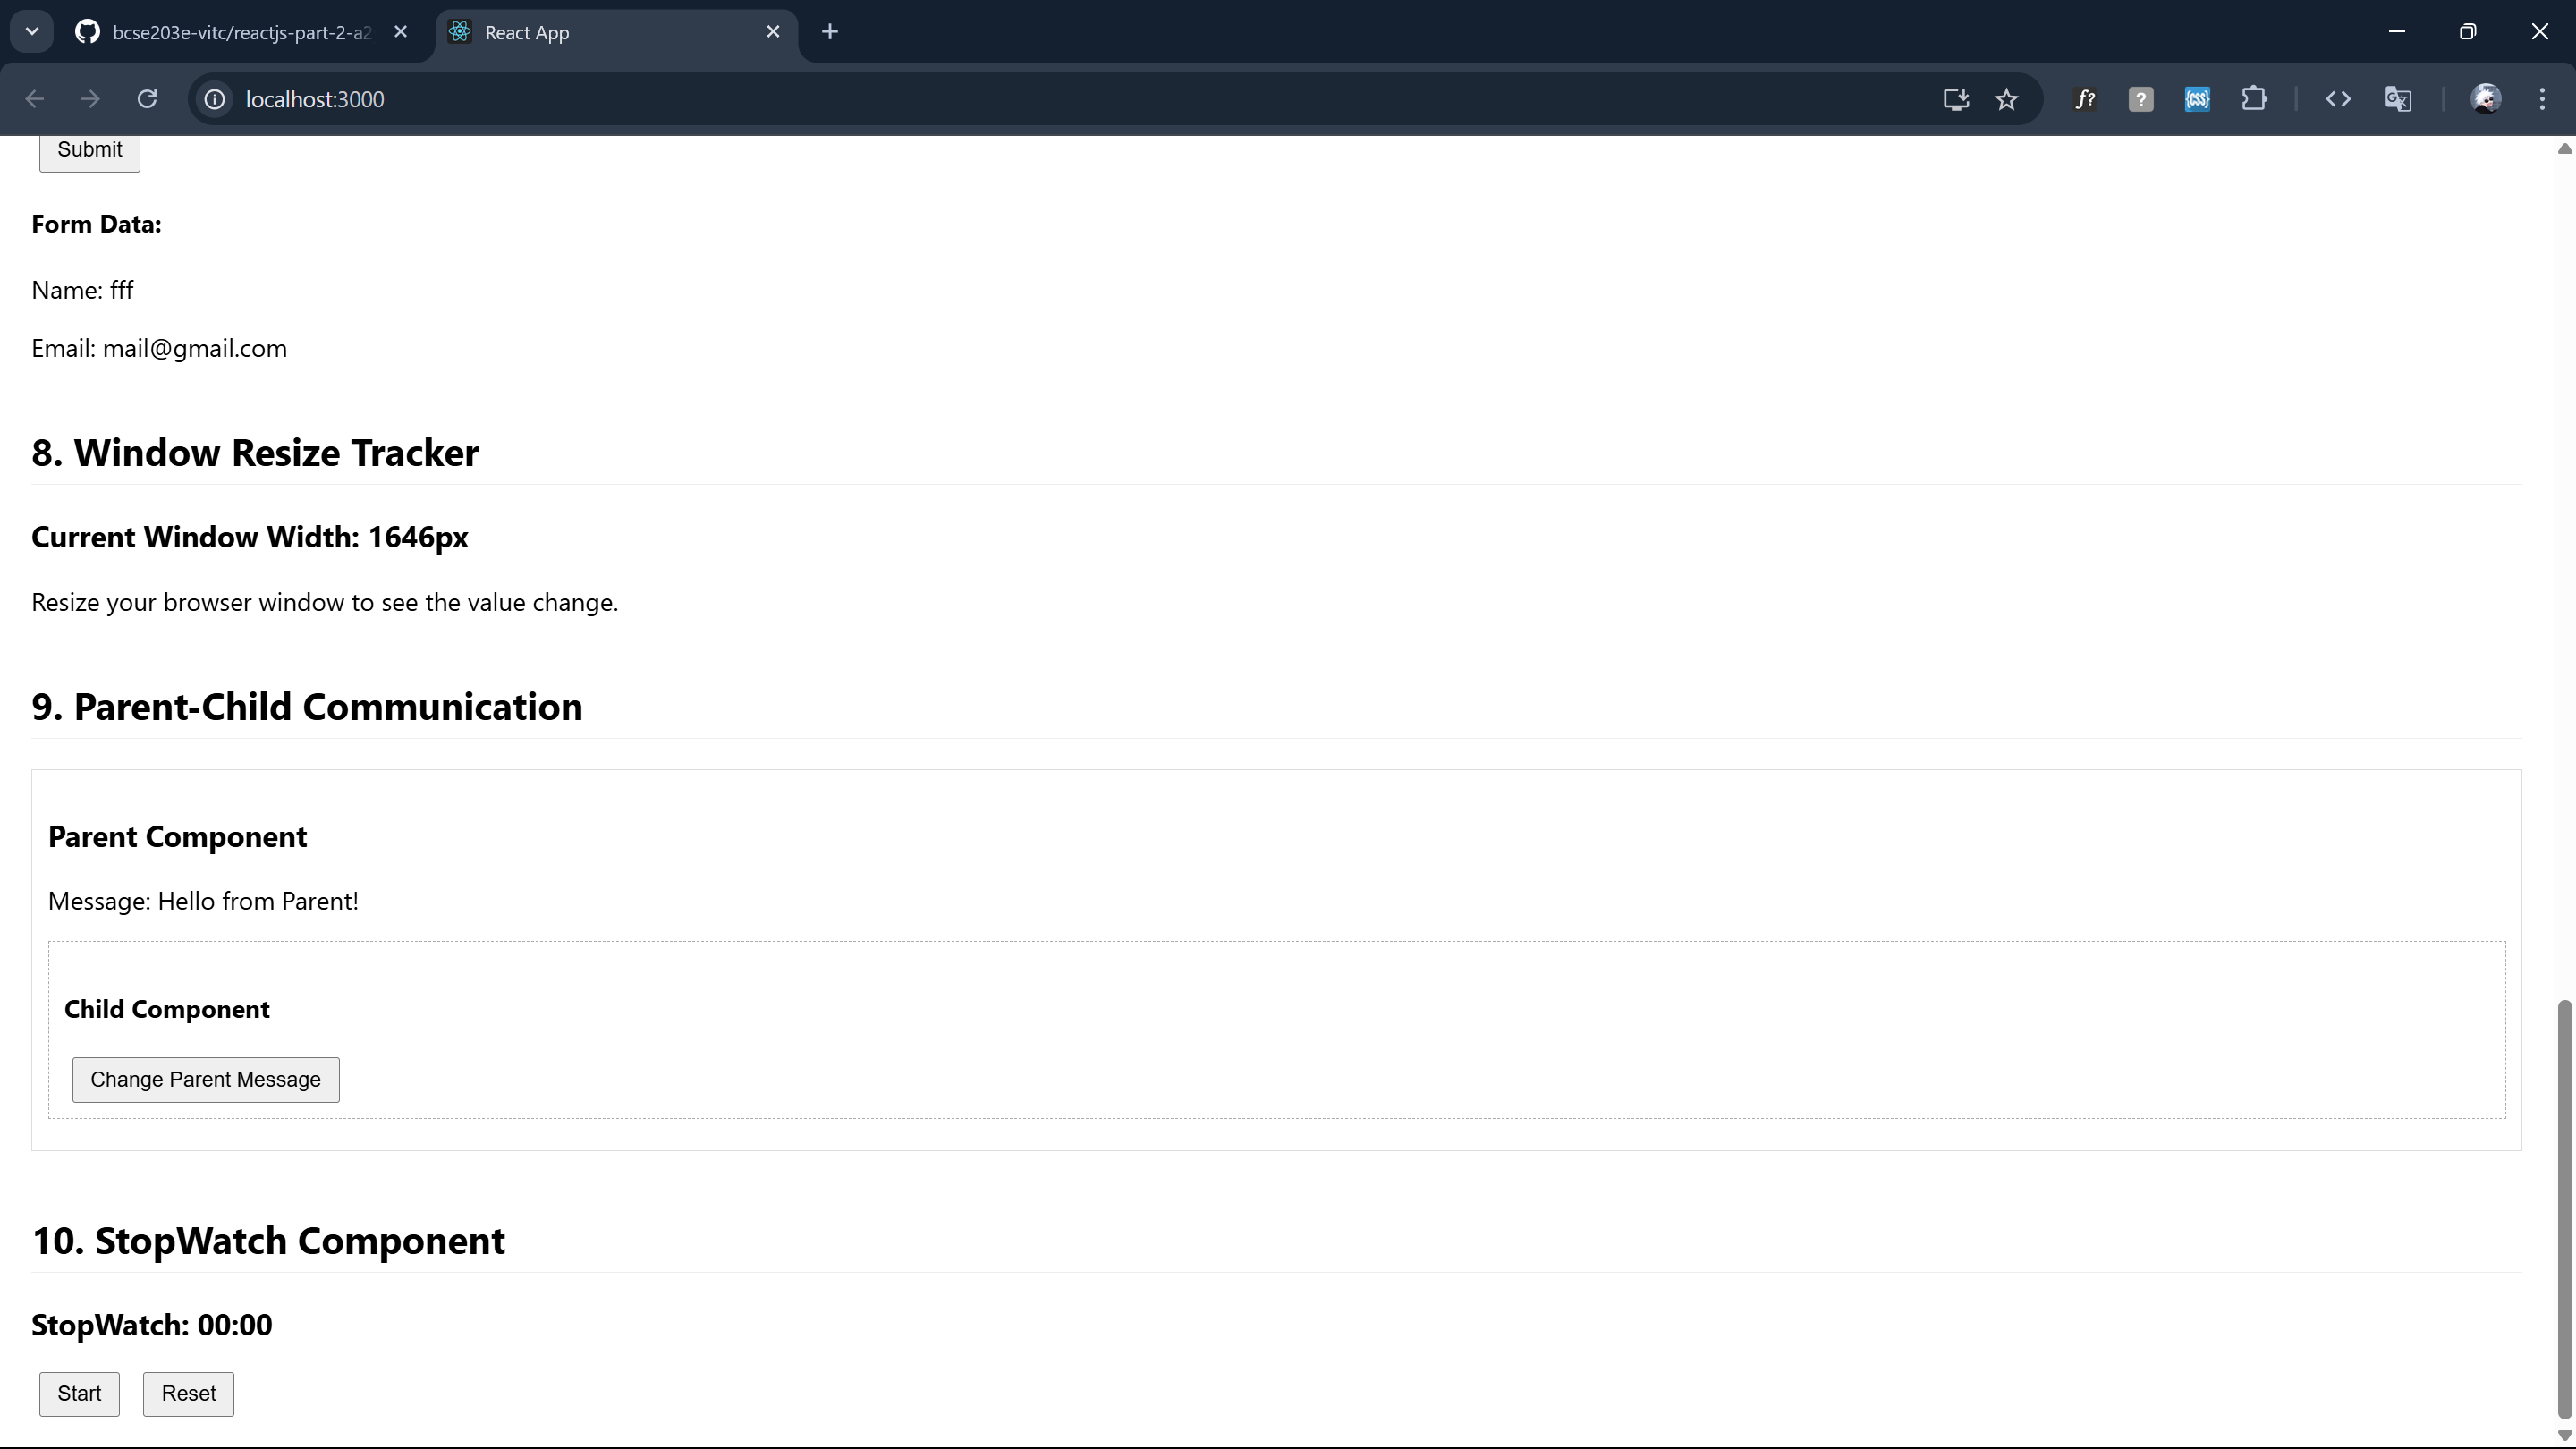 bcse203e-vitc/reactjs-part-2-a2
React App
localhost:3000
f?
?
{CSS}
Submit
Form Data:
Name: fff
Email: mail@gmail.com
8. Window Resize Tracker
Current Window Width: 1646px
Resize your browser window to see the value change.
9. Parent-Child Communication
Parent Component
Message: Hello from Parent!
Child Component
Change Parent Message
10. StopWatch Component
StopWatch: 00:00
Start Reset